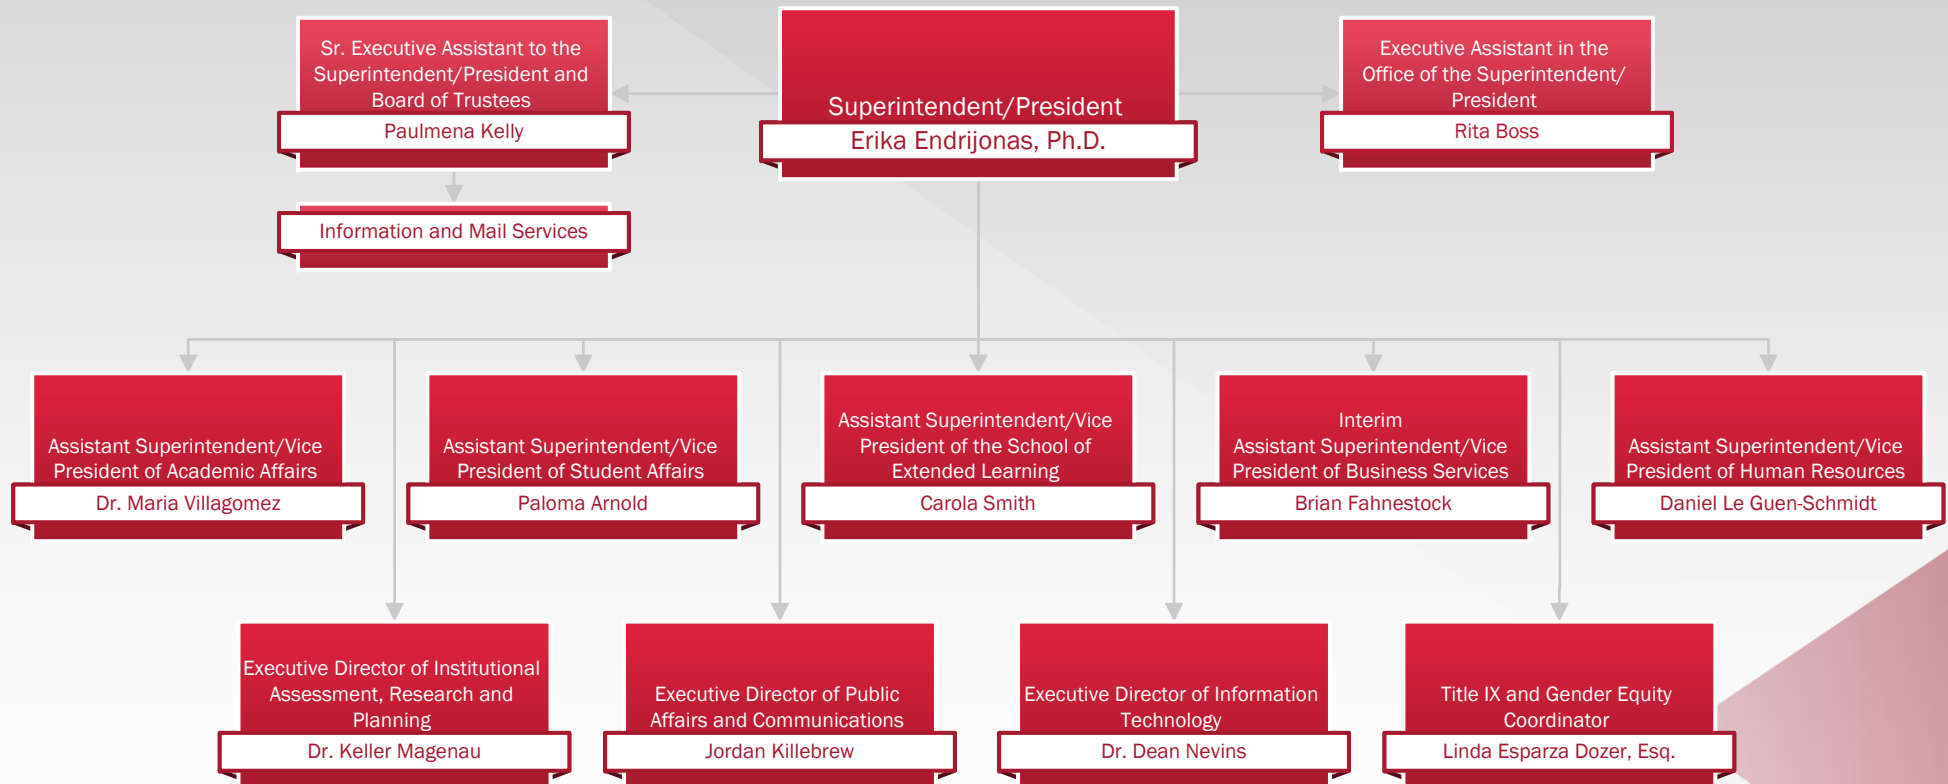 Sr. Executive Assistant to the
Superintendent/President and
Board of Trustees
Paulmena Kelly
Superintendent/President
Erika Endrijonas, Ph.D.
Executive Assistant in the
Office of the Superintendent/
President
Rita Boss
Information and Mail Services
Assistant Superintendent/Vice
President of Academic Affairs
Dr. Maria Villagomez
Assistant Superintendent/Vice
President of Student Affairs
Paloma Arnold
Assistant Superintendent/Vice
President of the School of
Extended Learning
Carola Smith
Interim
Assistant Superintendent/Vice
President of Business Services
Brian Fahnestock
Assistant Superintendent/Vice
President of Human Resources
Daniel Le Guen-Schmidt
Executive Director of Institutional
Assessment, Research and
Planning
Dr. Keller Magenau
Executive Director of Public
Affairs and Communications
Jordan Killebrew
Executive Director of Information
Technology
Dr. Dean Nevins
Title IX and Gender Equity
Coordinator
Linda Esparza Dozer, Esq.